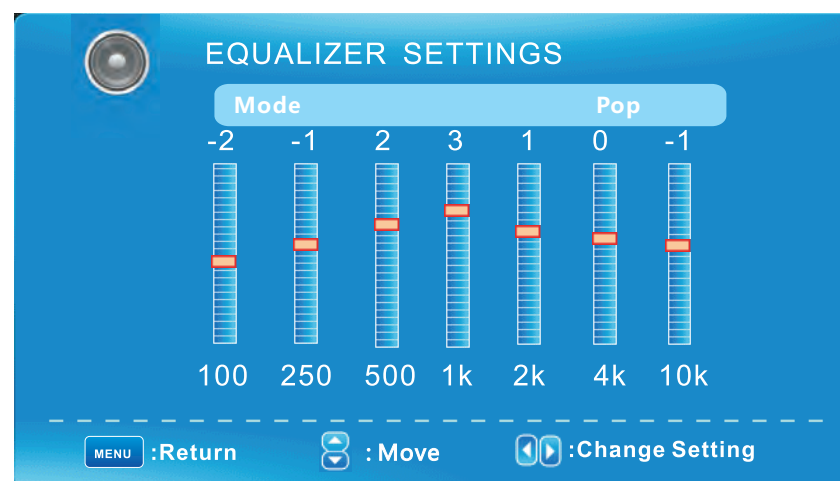 EQUALIZER SETTINGS
Mode Pop
-2 -1 2 3 1 0 -1
100 250 500 1k 2k 4k 10k
MENU :Return : Move :Change Setting